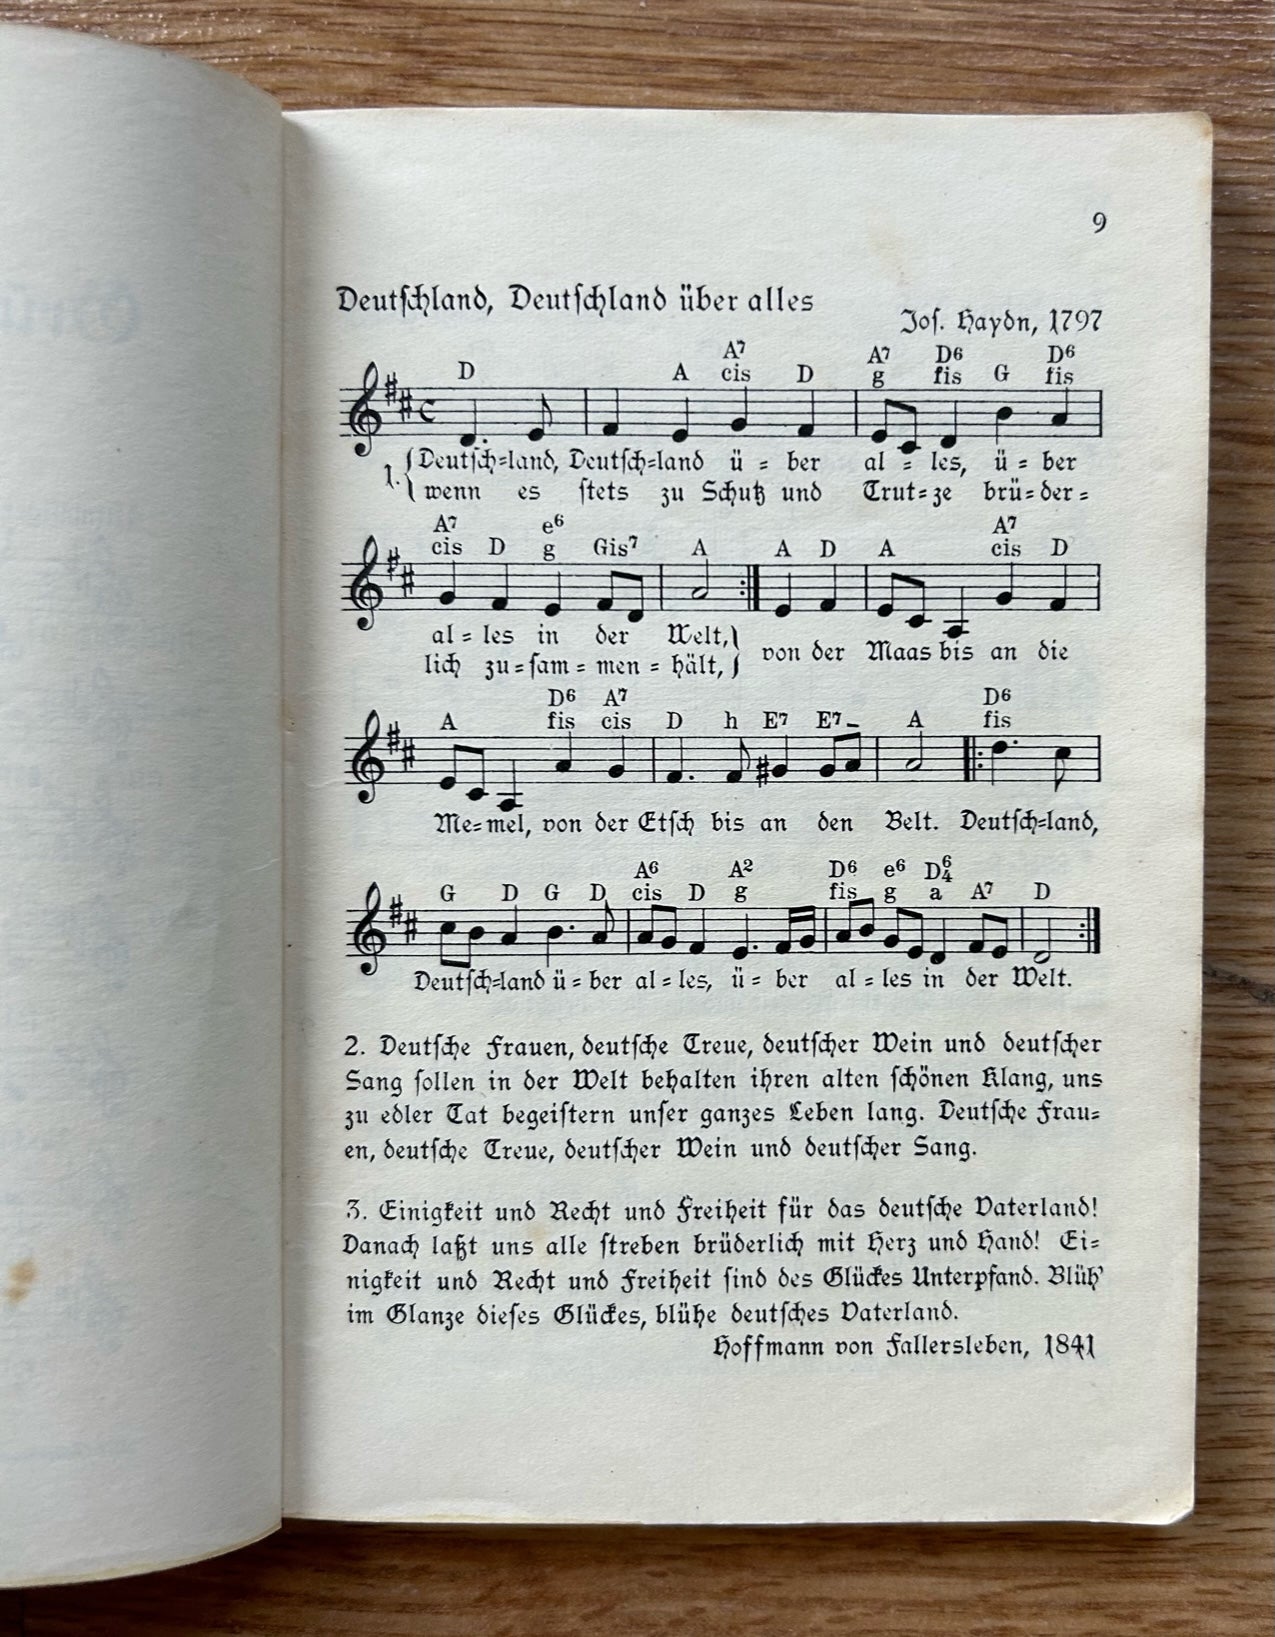 9
Deutſchland, Deutſchland über alles
Joſ. Haydn, 1797
A⁷ A⁷ D⁶ D⁶
D A cis D g fis G fis
1. Deutſch=land, Deutſch=land ü = ber al = les, ü = ber
wenn es ſtets zu Schutz und Trut=ze brü=der=
A⁷ e⁶ A⁷
cis D g Gis⁷ A A D A cis D
al = les in der Welt, von der Maas bis an die
lich zu=ſam = men = hält,
D⁶ A⁷ D⁶
A fis cis D h E⁷ E⁷ A fis
Me=mel, von der Etſch bis an den Belt. Deutſch=land,
A⁶ A² D⁶ e⁶ D⁶₄
G D G D cis D g fis g a A⁷ D
Deutſch=land ü = ber al = les, ü = ber al = les in der Welt.
2. Deutſche Frauen, deutſche Treue, deutſcher Wein und deutſcher
Sang ſollen in der Welt behalten ihren alten ſchönen Klang, uns
zu edler Tat begeiſtern unſer ganzes Leben lang. Deutſche Frau=
en, deutſche Treue, deutſcher Wein und deutſcher Sang.
3. Einigkeit und Recht und Freiheit für das deutſche Vaterland!
Danach laßt uns alle ſtreben brüderlich mit Herz und Hand! Ei=
nigkeit und Recht und Freiheit ſind des Glückes Unterpfand. Blüh'
im Glanze dieſes Glückes, blühe deutſches Vaterland.
Hoffmann von Fallersleben, 1841